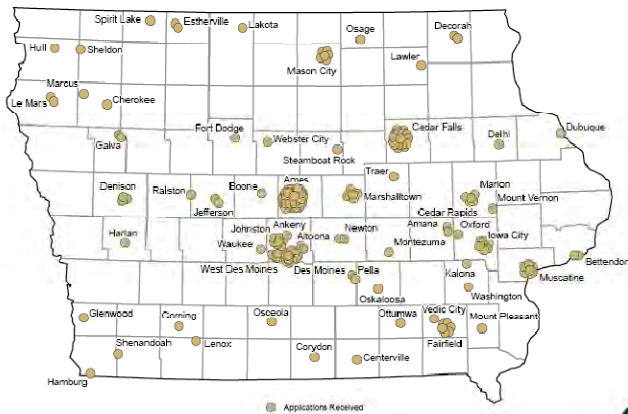 Spirit Lake
Estherville
Lakota
Osage
Decorah
Hull
Sheldon
Mason City
Lawler
Marcus
Le Mars
Cherokee
Fort Dodge
Webster City
Cedar Falls
Delhi
Dubuque
Galva
Steamboat Rock
Traer
Denison
Ralston
Boone
Ames
Marshalltown
Marion
Mount Vernon
Jefferson
Cedar Rapids
Harlan
Johnston
Ankeny
Altoona
Newton
Amana
Oxford
Iowa City
Waukee
Montezuma
Bettendorf
West Des Moines
Des Moines
Pella
Kalona
Muscatine
Oskaloosa
Washington
Glenwood
Corning
Osceola
Ottumwa
Vedic City
Mount Pleasant
Shenandoah
Lenox
Corydon
Centerville
Fairfield
Hamburg
Applications Received